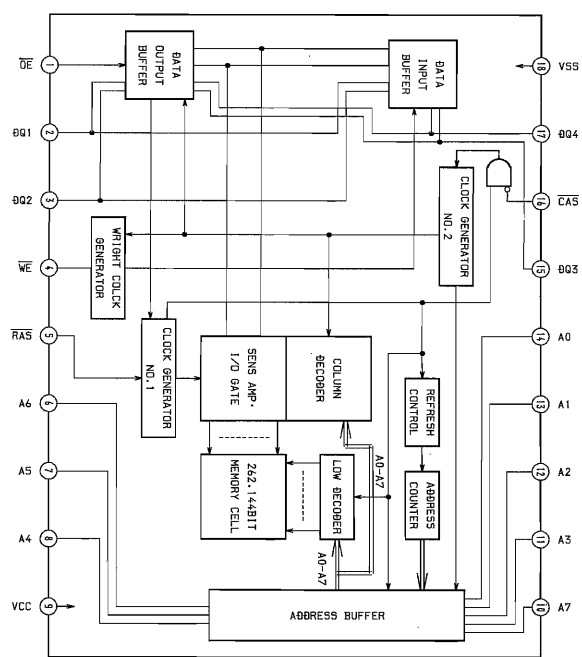 OE
1
DQ1
2
DQ2
3
WE
4
RAS
5
A6
6
A5
7
A4
8
VCC
9
DATA
OUTPUT
BUFFER
DATA
INPUT
BUFFER
WRIGHT COLCK
GENERATOR
CLOCK GENERATOR
NO.2
CLOCK GENERATOR
NO.1
SENS AMP.
I/O GATE
COLUMN
DECODER
262.144BIT
MEMORY CELL
LOW DECODER
A0-A7
A0-A7
REFRESH
CONTROL
ADDRESS
COUNTER
ADDRESS BUFFER
18
VSS
17
DQ4
16
CAS
15
DQ3
14
A0
13
A1
12
A2
11
A3
10
A7